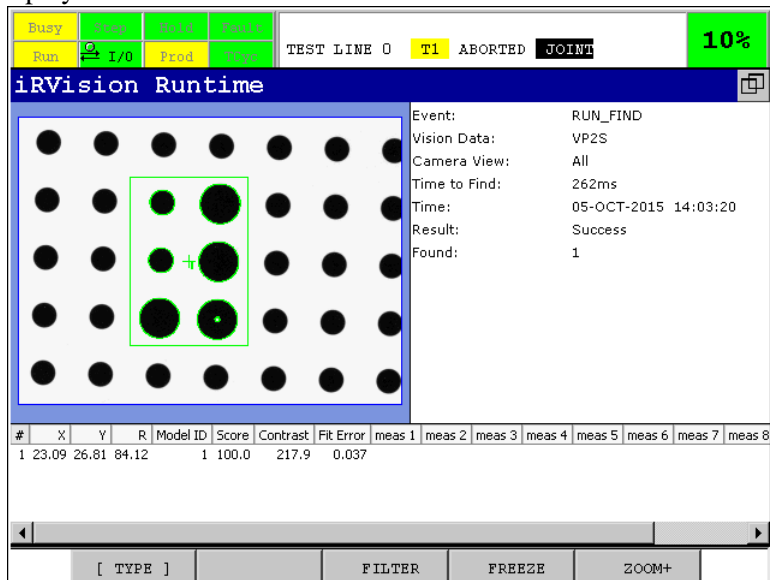 Busy Step Hold Fault
Run I/O Prod TCyc
TEST LINE 0 T1 ABORTED JOINT
10%
iRVision Runtime
Event: RUN_FIND
Vision Data: VP2S
Camera View: All
Time to Find: 262ms
Time: 05-OCT-2015 14:03:20
Result: Success
Found: 1
# X Y R Model ID Score Contrast Fit Error meas 1 meas 2 meas 3 meas 4 meas 5 meas 6 meas 7 meas 8
1 23.09 26.81 84.12 1 100.0 217.9 0.037
[ TYPE ] FILTER FREEZE ZOOM+